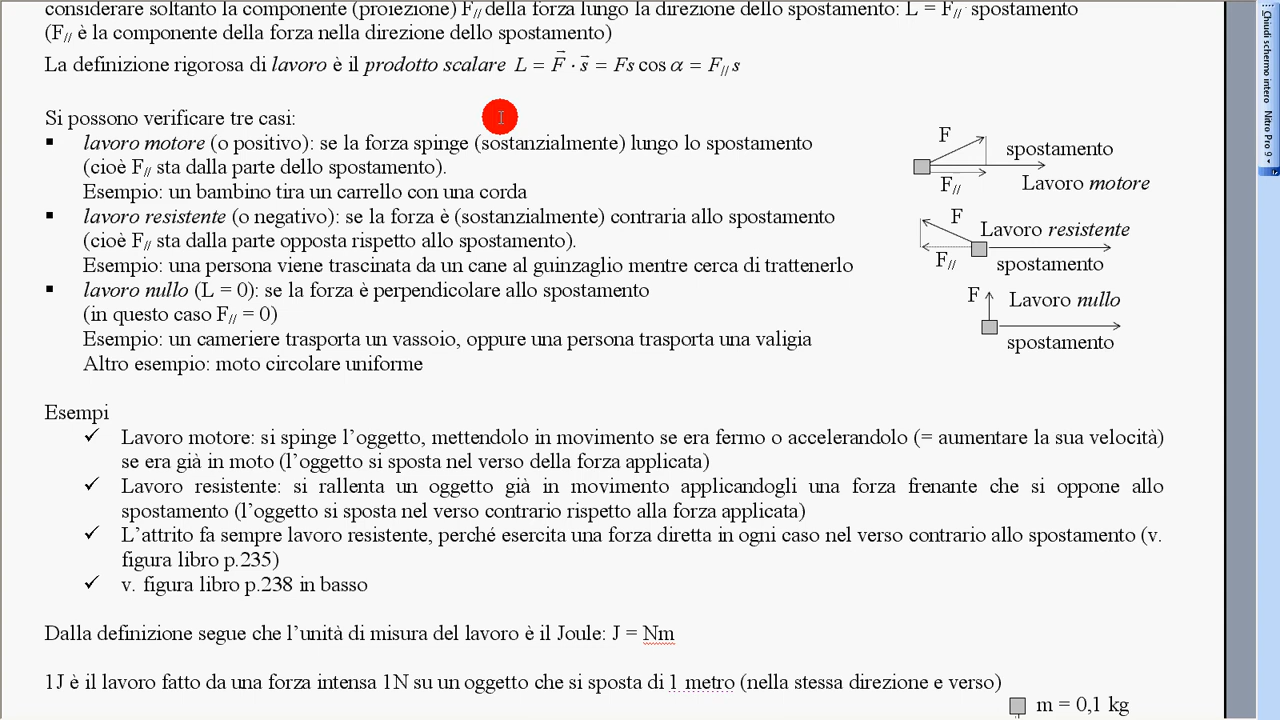 considerare soltanto la componente (proiezione) F// della forza lungo la direzione dello spostamento: L = F// · spostamento
(F// è la componente della forza nella direzione dello spostamento)
La definizione rigorosa di lavoro è il prodotto scalare L = F⃗ · s⃗ = Fs cos α = F// s
Si possono verificare tre casi:
▪ lavoro motore (o positivo): se la forza spinge (sostanzialmente) lungo lo spostamento
(cioè F// sta dalla parte dello spostamento).
Esempio: un bambino tira un carrello con una corda
▪ lavoro resistente (o negativo): se la forza è (sostanzialmente) contraria allo spostamento
(cioè F// sta dalla parte opposta rispetto allo spostamento).
Esempio: una persona viene trascinata da un cane al guinzaglio mentre cerca di trattenerlo
▪ lavoro nullo (L = 0): se la forza è perpendicolare allo spostamento
(in questo caso F// = 0)
Esempio: un cameriere trasporta un vassoio, oppure una persona trasporta una valigia
Altro esempio: moto circolare uniforme
F
spostamento
F//
Lavoro motore
F
Lavoro resistente
F//
spostamento
F
Lavoro nullo
spostamento
Esempi
✓ Lavoro motore: si spinge l’oggetto, mettendolo in movimento se era fermo o accelerandolo (= aumentare la sua velocità)
se era già in moto (l’oggetto si sposta nel verso della forza applicata)
✓ Lavoro resistente: si rallenta un oggetto già in movimento applicandogli una forza frenante che si oppone allo
spostamento (l’oggetto si sposta nel verso contrario rispetto alla forza applicata)
✓ L’attrito fa sempre lavoro resistente, perché esercita una forza diretta in ogni caso nel verso contrario allo spostamento (v.
figura libro p.235)
✓ v. figura libro p.238 in basso
Dalla definizione segue che l’unità di misura del lavoro è il Joule: J = Nm
1J è il lavoro fatto da una forza intensa 1N su un oggetto che si sposta di 1 metro (nella stessa direzione e verso)
m = 0,1 kg
Chiudi schermo intero
Nitro Pro 9